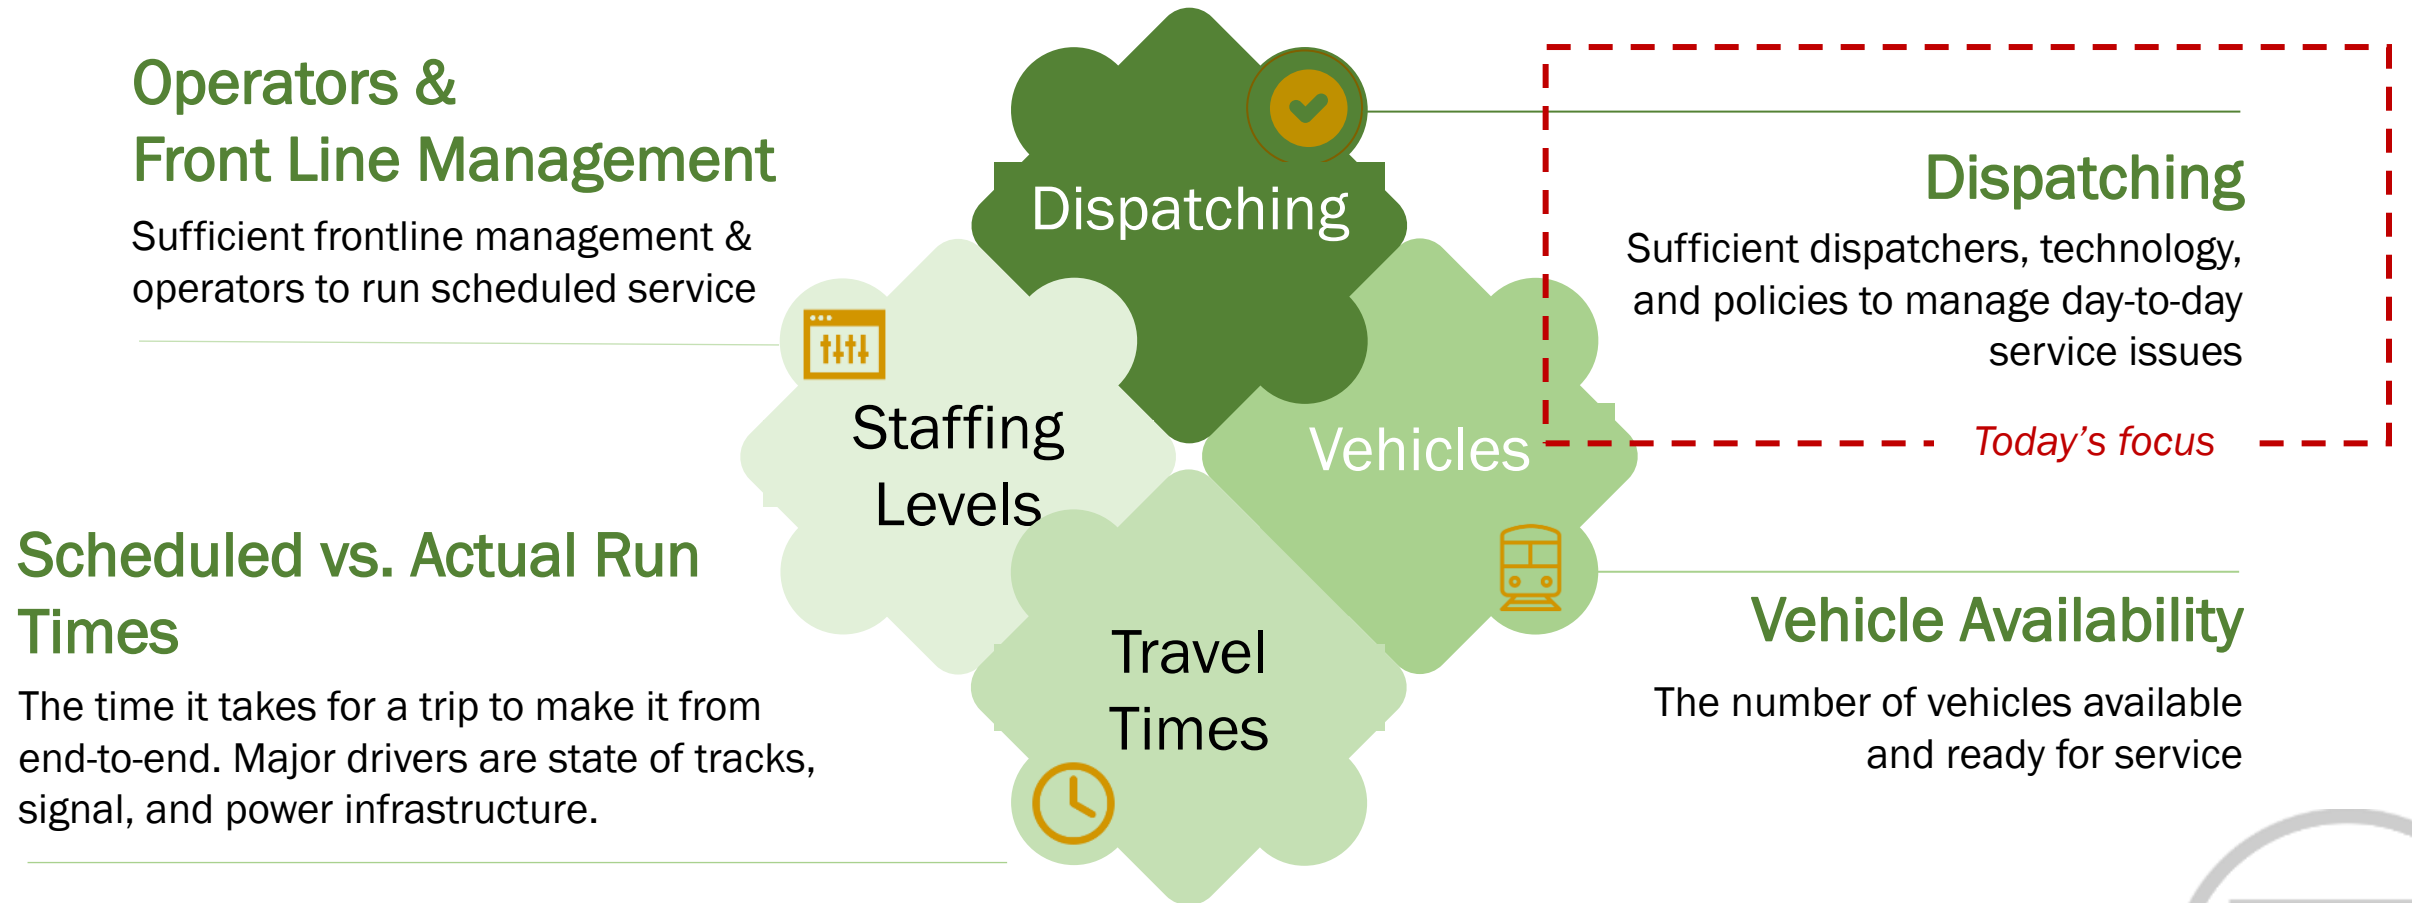 Operators &
Front Line Management
Sufficient frontline management &
operators to run scheduled service
Dispatching
Dispatching
Sufficient dispatchers, technology,
and policies to manage day-to-day
service issues
Today's focus
Staffing
Levels
Vehicles
Scheduled vs. Actual Run
Times
The time it takes for a trip to make it from
end-to-end. Major drivers are state of tracks,
signal, and power infrastructure.
Travel
Times
Vehicle Availability
The number of vehicles available
and ready for service